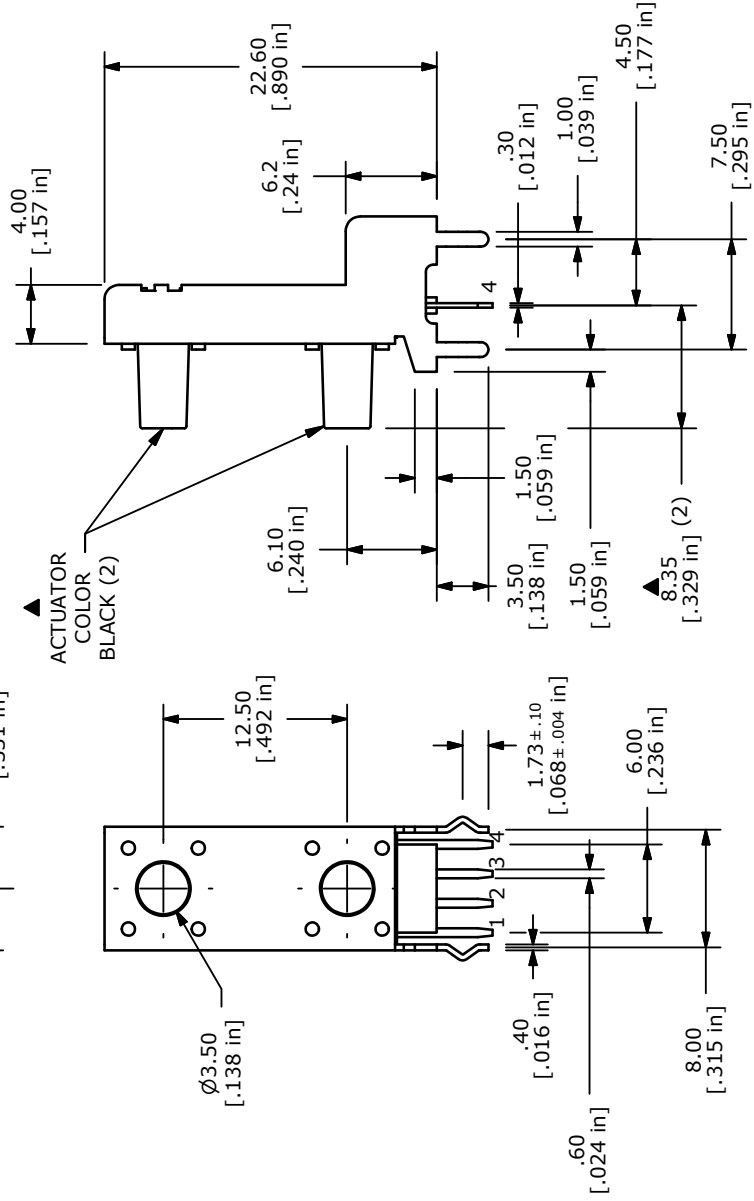 4.00
[.157 in]
22.60
[.890 in]
6.2
[.24 in]
.30
[.012 in]
1.00
[.039 in]
4.50
[.177 in]
7.50
[.295 in]
4
▲
ACTUATOR
COLOR
BLACK (2)
6.10
[.240 in]
1.50
[.059 in]
3.50
[.138 in]
1.50
[.059 in]
▲
8.35
[.329 in] (2)
12.50
[.492 in]
1.73±.10
[.068±.004 in]
6.00
[.236 in]
1 2 3 4
Ø3.50
[.138 in]
.40
[.016 in]
8.00
[.315 in]
.60
[.024 in]